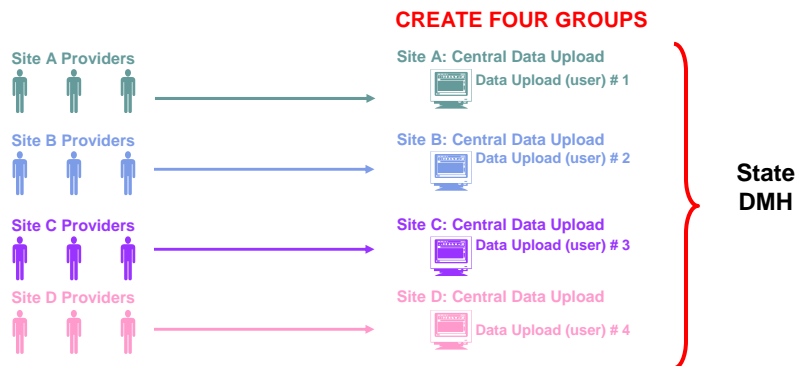 CREATE FOUR GROUPS
Site A Providers
Site A: Central Data Upload
Data Upload (user) # 1
Site B Providers
Site B: Central Data Upload
Data Upload (user) # 2
Site C Providers
Site C: Central Data Upload
Data Upload (user) # 3
Site D Providers
Site D: Central Data Upload
Data Upload (user) # 4
State
DMH